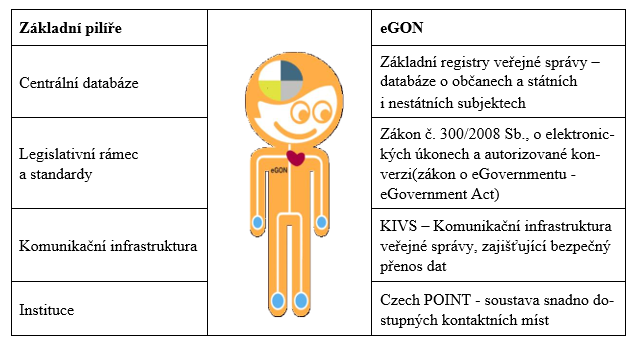 Základní pilíře
eGON
Centrální databáze
Základní registry veřejné správy –
databáze o občanech a státních
i nestátních subjektech
Legislativní rámec
a standardy
eGON
Zákon č. 300/2008 Sb., o elektronic-
kých úkonech a autorizované kon-
verzi(zákon o eGovernmentu -
eGovernment Act)
Komunikační infrastruktura
KIVS – Komunikační infrastruktura
veřejné správy, zajišťující bezpečný
přenos dat
Instituce
Czech POINT - soustava snadno do-
stupných kontaktních míst